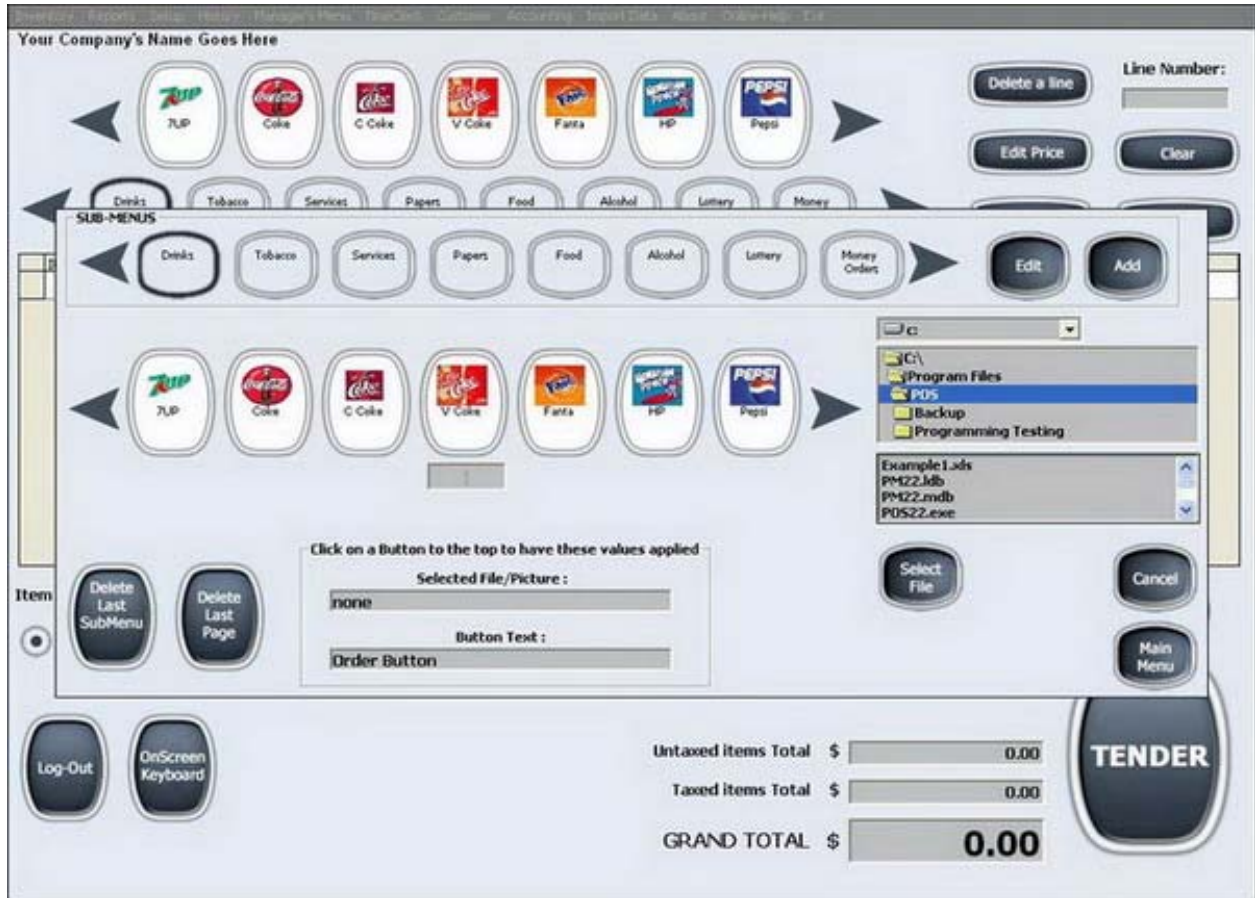 Inventory Reports Setup History Manager's Menu TimeClock Customer Accounting Import Data About Online-Help Exit
Your Company's Name Goes Here
7UP
Coke
C Coke
V Coke
Fanta
HP
Pepsi
Delete a line
Line Number:
Edit Price
Clear
Drinks
Tobacco
Services
Papers
Food
Alcohol
Lottery
Money
SUB-MENUS
Drinks
Tobacco
Services
Papers
Food
Alcohol
Lottery
Money
Orders
Edit
Add
c:
C:\
Program Files
POS
Backup
Programming Testing
7UP
Coke
C Coke
V Coke
Fanta
HP
Pepsi
Example1.xls
PM22.ldb
PM22.mdb
POS22.exe
Click on a Button to the top to have these values applied
Selected File/Picture :
none
Button Text :
Order Button
Delete
Last
SubMenu
Delete
Last
Page
Select
File
Cancel
Main
Menu
Item
Log-Out
OnScreen
Keyboard
Untaxed items Total $ 0.00
Taxed items Total $ 0.00
GRAND TOTAL $ 0.00
TENDER